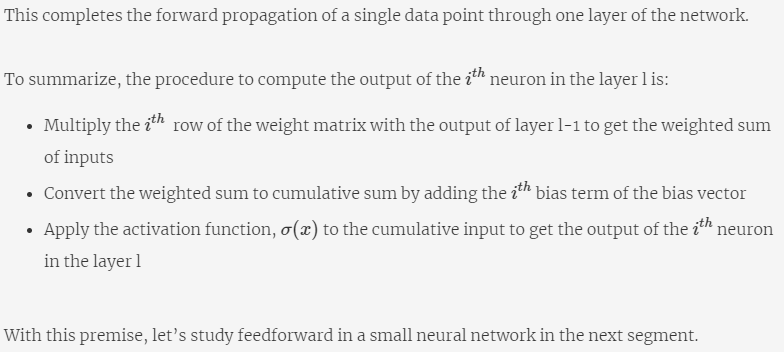 This completes the forward propagation of a single data point through one layer of the network.
To summarize, the procedure to compute the output of the i^th neuron in the layer l is:
• Multiply the i^th row of the weight matrix with the output of layer l-1 to get the weighted sum
of inputs
• Convert the weighted sum to cumulative sum by adding the i^th bias term of the bias vector
• Apply the activation function, σ(x) to the cumulative input to get the output of the i^th neuron
in the layer l
With this premise, let’s study feedforward in a small neural network in the next segment.